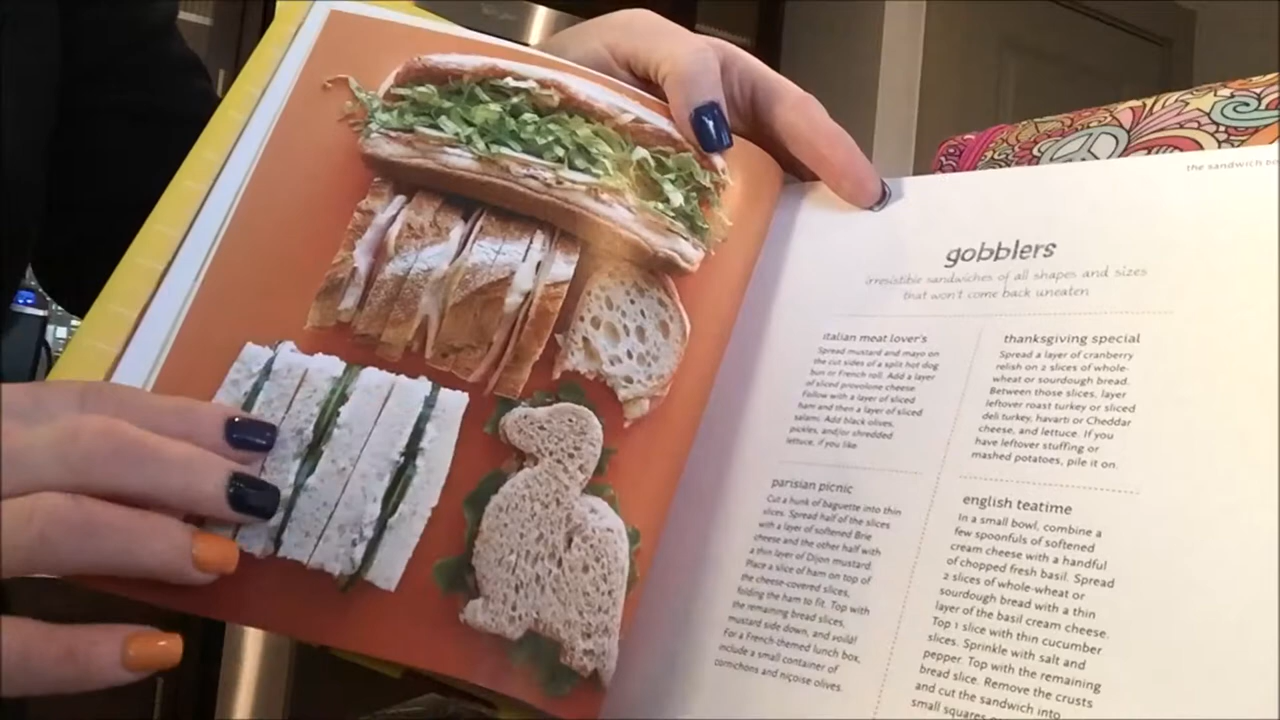 the sandwich
gobblers
irresistible sandwiches of all shapes and sizes
that won't come back uneaten
italian meat lover's
Spread mustard and mayo on
the cut sides of a split hot dog
bun or French roll. Add a layer
of sliced provolone cheese.
Follow with a layer of sliced
ham and then a layer of sliced
salami. Add black olives,
pickles, and/or shredded
lettuce, if you like.
parisian picnic
Cut a hunk of baguette into thin
slices. Spread half of the slices
with a layer of softened Brie
cheese and the other half with
a thin layer of Dijon mustard.
Place a slice of ham on top of
the cheese-covered slices,
folding the ham to fit. Top with
the remaining bread slices,
mustard side down, and voilà!
For a French-themed lunch box,
include a small container of
cornichons and niçoise olives.
thanksgiving special
Spread a layer of cranberry
relish on 2 slices of whole-
wheat or sourdough bread.
Between those slices, layer
leftover roast turkey or sliced
deli turkey, havarti or Cheddar
cheese, and lettuce. If you
have leftover stuffing or
mashed potatoes, pile it on.
english teatime
In a small bowl, combine a
few spoonfuls of softened
cream cheese with a handful
of chopped fresh basil. Spread
2 slices of whole-wheat or
sourdough bread with a thin
layer of the basil cream cheese.
Top 1 slice with thin cucumber
slices. Sprinkle with salt and
pepper. Top with the remaining
bread slice. Remove the crusts
and cut the sandwich into
small squares